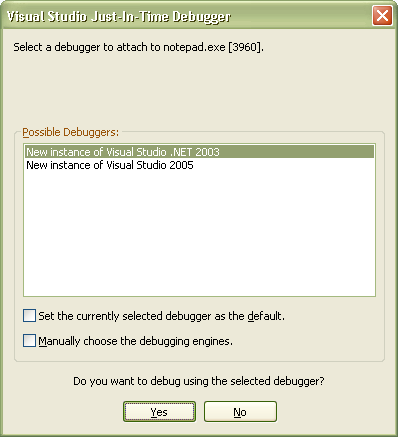 Visual Studio Just-In-Time Debugger
Select a debugger to attach to notepad.exe [3960].
Possible Debuggers:
New instance of Visual Studio .NET 2003
New instance of Visual Studio 2005
Set the currently selected debugger as the default.
Manually choose the debugging engines.
Do you want to debug using the selected debugger?
Yes No